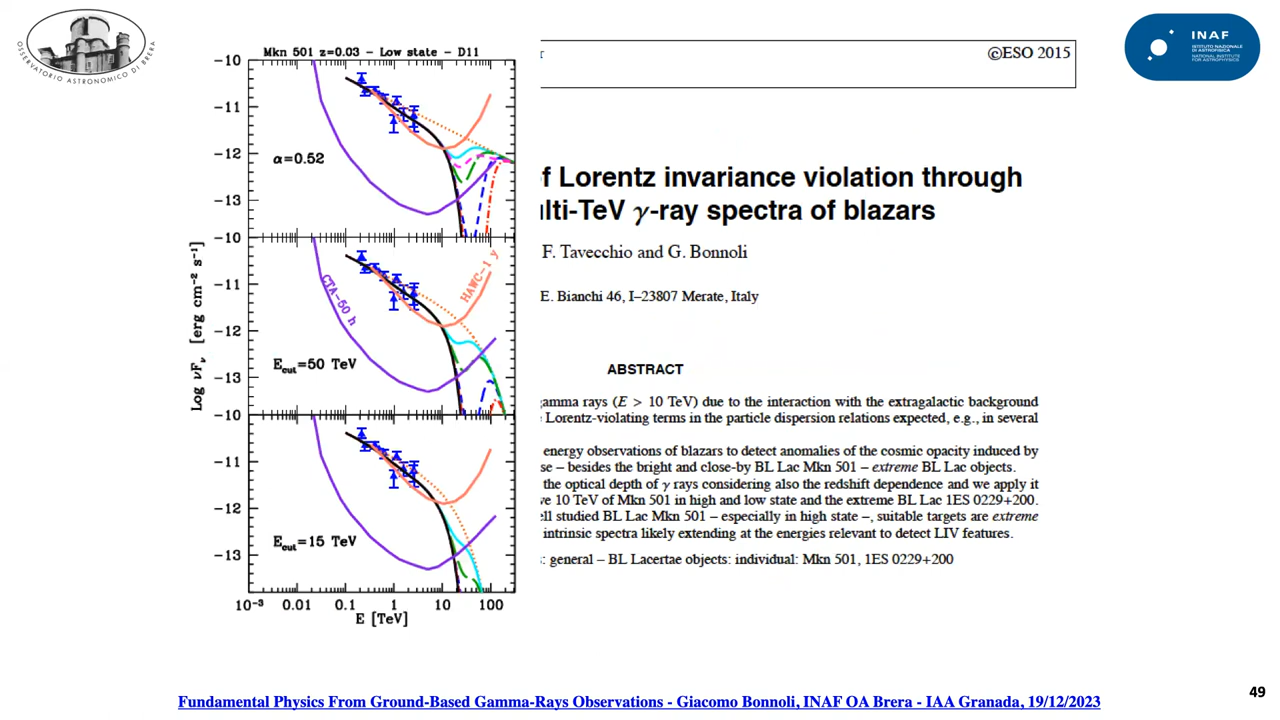 OSSERVATORIO ASTRONOMICO DI BRERA
INAF
ISTITUTO NAZIONALE
DI ASTROFISICA
NATIONAL INSTITUTE
FOR ASTROPHYSICS
©ESO 2015
Mkn 501 z=0.03 - Low state - D11
-10
-11
-12
-13
α=0.52
-10
-11
-12
-13
CTA-50 h
HAWC-1 y
Ecut=50 TeV
-10
-11
-12
-13
Ecut=15 TeV
10⁻³ 0.01 0.1 1 10 100
E [TeV]
Log νFν [erg cm⁻² s⁻¹]
f Lorentz invariance violation through
lti-TeV γ-ray spectra of blazars
F. Tavecchio and G. Bonnoli
E. Bianchi 46, I–23807 Merate, Italy
ABSTRACT
gamma rays (E > 10 TeV) due to the interaction with the extragalactic background
Lorentz-violating terms in the particle dispersion relations expected, e.g., in several
energy observations of blazars to detect anomalies of the cosmic opacity induced by
se – besides the bright and close-by BL Lac Mkn 501 – extreme BL Lac objects.
the optical depth of γ rays considering also the redshift dependence and we apply it
ve 10 TeV of Mkn 501 in high and low state and the extreme BL Lac 1ES 0229+200.
ell studied BL Lac Mkn 501 – especially in high state –, suitable targets are extreme
intrinsic spectra likely extending at the energies relevant to detect LIV features.
: general – BL Lacertae objects: individual: Mkn 501, 1ES 0229+200
Fundamental Physics From Ground-Based Gamma-Rays Observations - Giacomo Bonnoli, INAF OA Brera - IAA Granada, 19/12/2023
49